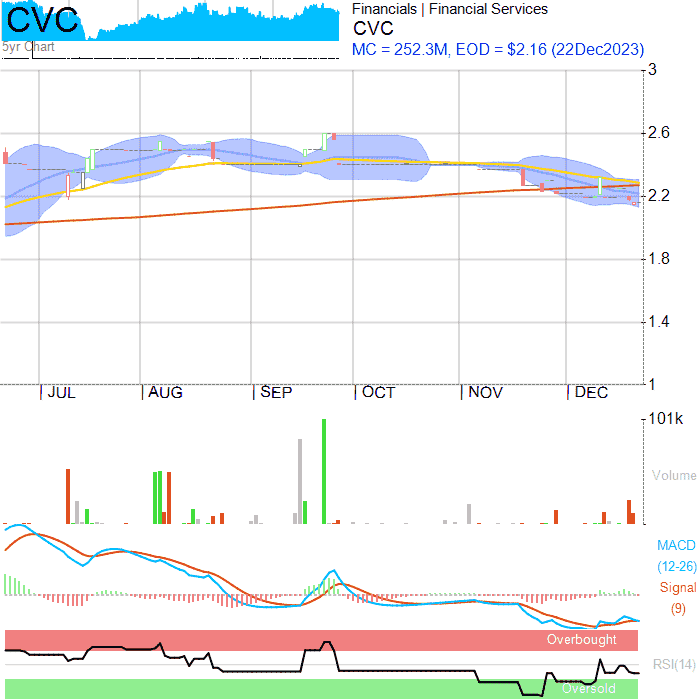 CVC
5yr Chart
Financials | Financial Services
CVC
MC = 252.3M, EOD = $2.16 (22Dec2023)
3
2.6
2.2
1.8
1.4
1
JUL AUG SEP OCT NOV DEC
101k
Volume
MACD
(12-26)
Signal
(9)
Overbought
RSI(14)
Oversold